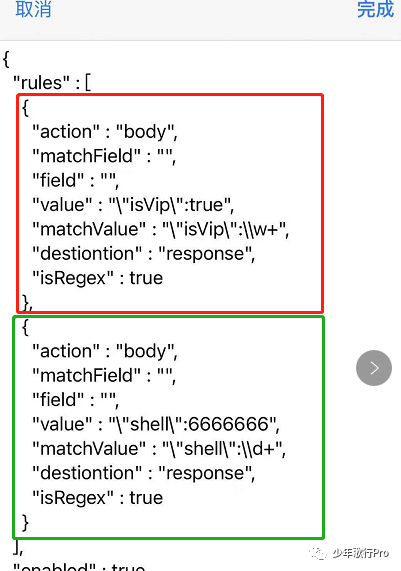 取消 完成
{
"rules" : [
{
"action" : "body",
"matchField" : "",
"field" : "",
"value" : "\"isVip\":true",
"matchValue" : "\"isVip\":\\w+",
"destiontion" : "response",
"isRegex" : true
},
{
"action" : "body",
"matchField" : "",
"field" : "",
"value" : "\"shell\":6666666",
"matchValue" : "\"shell\":\\d+",
"destiontion" : "response",
"isRegex" : true
}
],
"enabled" : true
少年歌行Pro